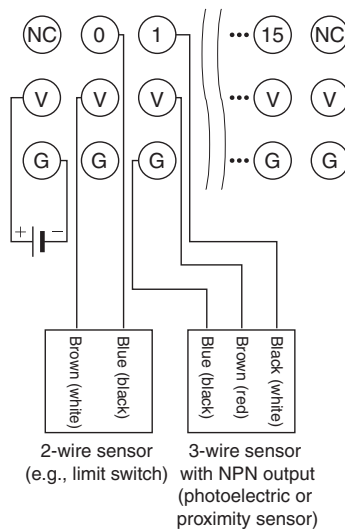 NC 0 1 ••• 15 NC
V V V ••• V V
G G G ••• G G
+ −
Brown (white)
Blue (black)
Blue (black)
Brown (red)
Black (white)
2-wire sensor
(e.g., limit switch)
3-wire sensor
with NPN output
(photoelectric or
proximity sensor)